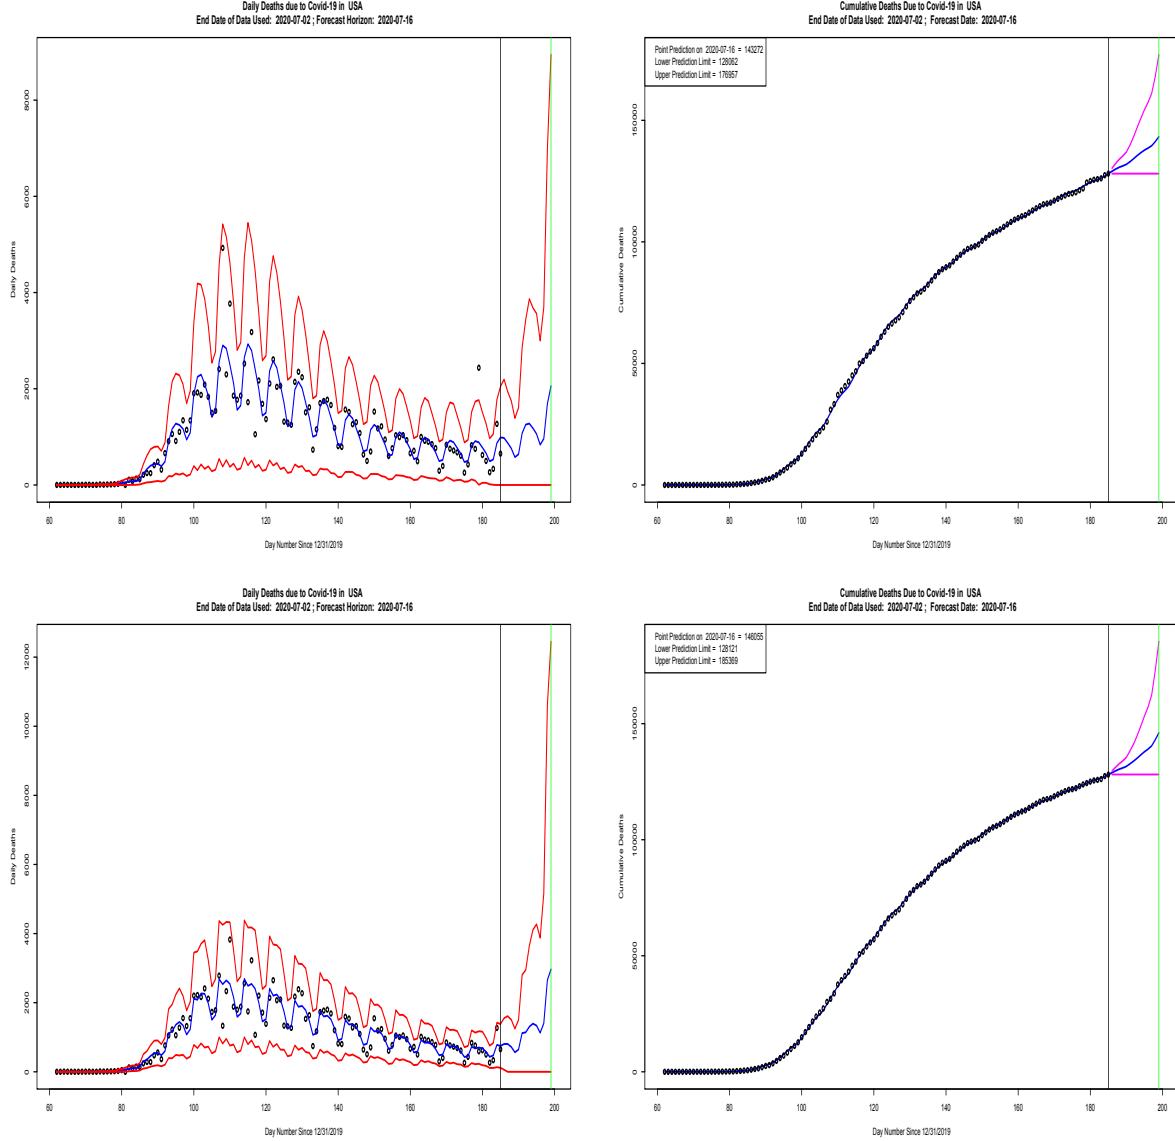 Daily Deaths due to Covid-19 in USA
End Date of Data Used: 2020-07-02 ; Forecast Horizon: 2020-07-16
Daily Deaths
0 2000 4000 6000 8000
60 80 100 120 140 160 180 200
Day Number Since 12/31/2019
Cumulative Deaths Due to Covid-19 in USA
End Date of Data Used: 2020-07-02 ; Forecast Date: 2020-07-16
Point Prediction on 2020-07-16 = 143272
Lower Prediction Limit = 128062
Upper Prediction Limit = 176957
Cumulative Deaths
0 50000 100000 150000
60 80 100 120 140 160 180 200
Day Number Since 12/31/2019
Daily Deaths due to Covid-19 in USA
End Date of Data Used: 2020-07-02 ; Forecast Horizon: 2020-07-16
Daily Deaths
0 2000 4000 6000 8000 10000 12000
60 80 100 120 140 160 180 200
Day Number Since 12/31/2019
Cumulative Deaths Due to Covid-19 in USA
End Date of Data Used: 2020-07-02 ; Forecast Date: 2020-07-16
Point Prediction on 2020-07-16 = 146055
Lower Prediction Limit = 128121
Upper Prediction Limit = 185369
Cumulative Deaths
0 50000 100000 150000
60 80 100 120 140 160 180 200
Day Number Since 12/31/2019